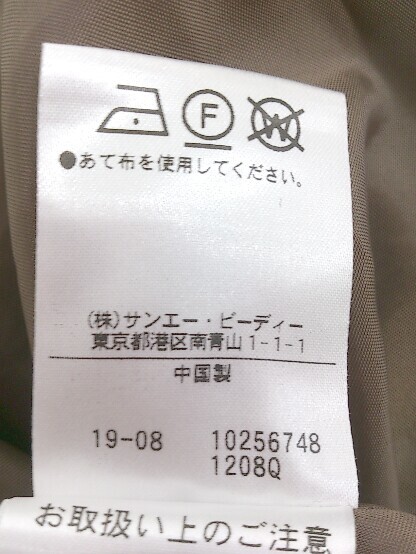 F W
●あて布を使用してください。
(株)サンエー・ビーディー
東京都港区南青山1-1-1
中国製
19-08 10256748
1208Q
お取扱い上のご注意